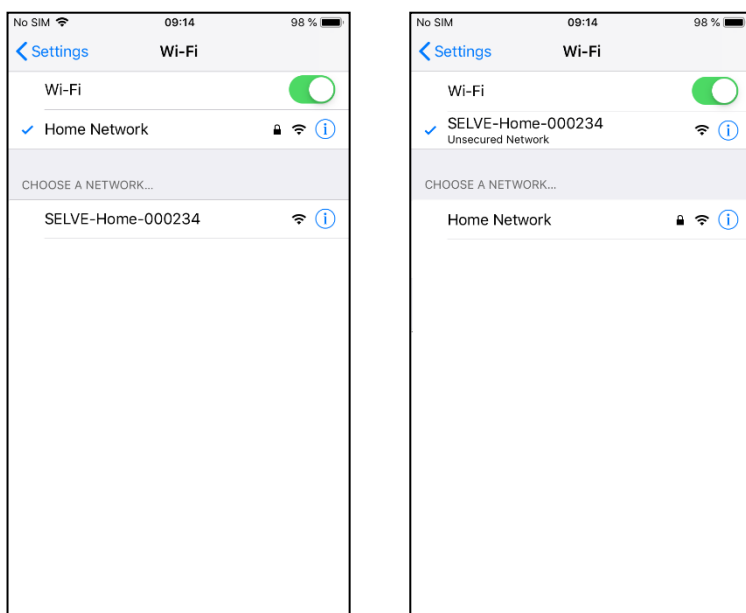 No SIM 09:14 98 %
Settings Wi-Fi
Wi-Fi
Home Network
CHOOSE A NETWORK...
SELVE-Home-000234
No SIM 09:14 98 %
Settings Wi-Fi
Wi-Fi
SELVE-Home-000234
Unsecured Network
CHOOSE A NETWORK...
Home Network